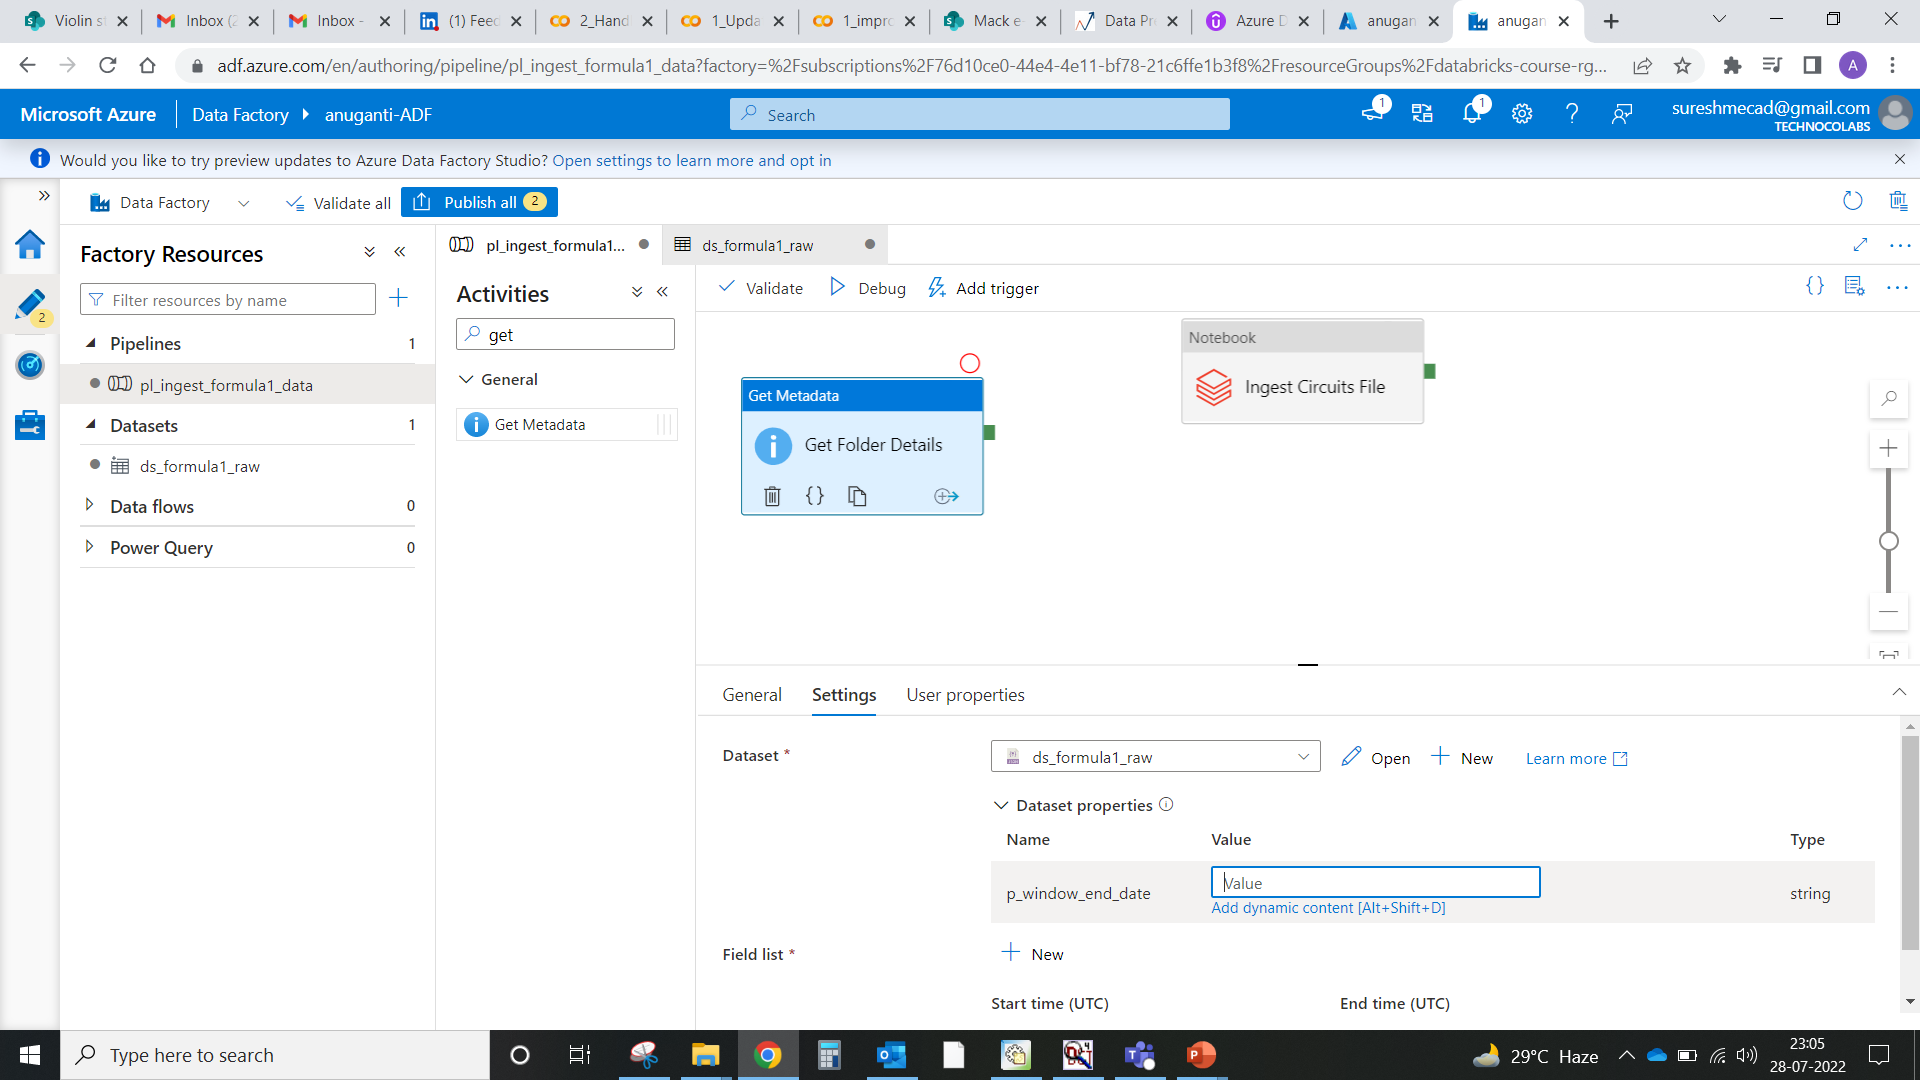 Violin st
Inbox (2
Inbox -
(1) Feed
2_Handl
1_Upda
1_impro
Mack e-
Data Pre
Azure D
anugan
anugan
adf.azure.com/en/authoring/pipeline/pl_ingest_formula1_data?factory=%2Fsubscriptions%2F76d10ce0-44e4-4e11-bf78-21c6ffe1b3f8%2FresourceGroups%2Fdatabricks-course-rg...
A
Microsoft Azure
Data Factory
anuganti-ADF
Search
1
1
sureshmecad@gmail.com
TECHNOCOLABS
Would you like to try preview updates to Azure Data Factory Studio? Open settings to learn more and opt in
Data Factory
Validate all
Publish all 2
Factory Resources
Filter resources by name
2
Pipelines 1
pl_ingest_formula1_data
Datasets 1
ds_formula1_raw
Data flows 0
Power Query 0
pl_ingest_formula1...
ds_formula1_raw
Activities
get
General
Get Metadata
Validate
Debug
Add trigger
Get Metadata
Get Folder Details
Notebook
Ingest Circuits File
General
Settings
User properties
Dataset *
ds_formula1_raw
Open
New
Learn more
Dataset properties
Name Value Type
p_window_end_date
Value
string
Add dynamic content [Alt+Shift+D]
Field list *
New
Start time (UTC)
End time (UTC)
Type here to search
29°C Haze
23:05
28-07-2022